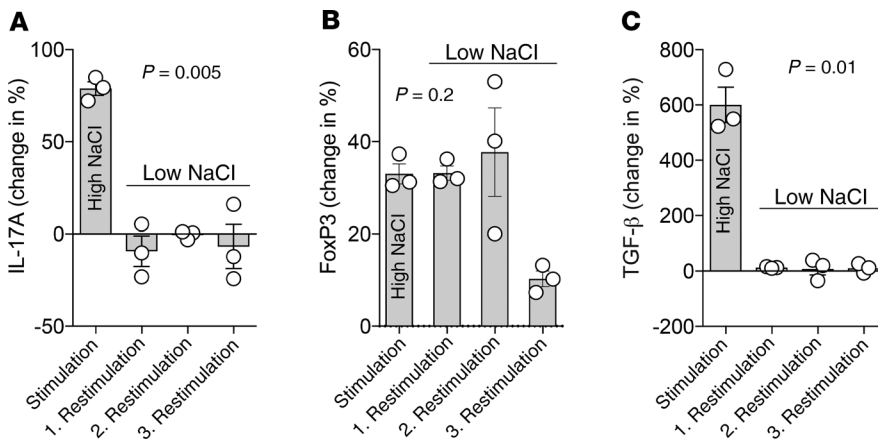 A
IL-17A (change in %)
100
50
0
-50
P = 0.005
Low NaCl
High NaCl
Stimulation
1. Restimulation
2. Restimulation
3. Restimulation
B
FoxP3 (change in %)
60
40
20
0
Low NaCl
P = 0.2
High NaCl
Stimulation
1. Restimulation
2. Restimulation
3. Restimulation
C
TGF-β (change in %)
800
600
400
200
0
-200
P = 0.01
Low NaCl
High NaCl
Stimulation
1. Restimulation
2. Restimulation
3. Restimulation